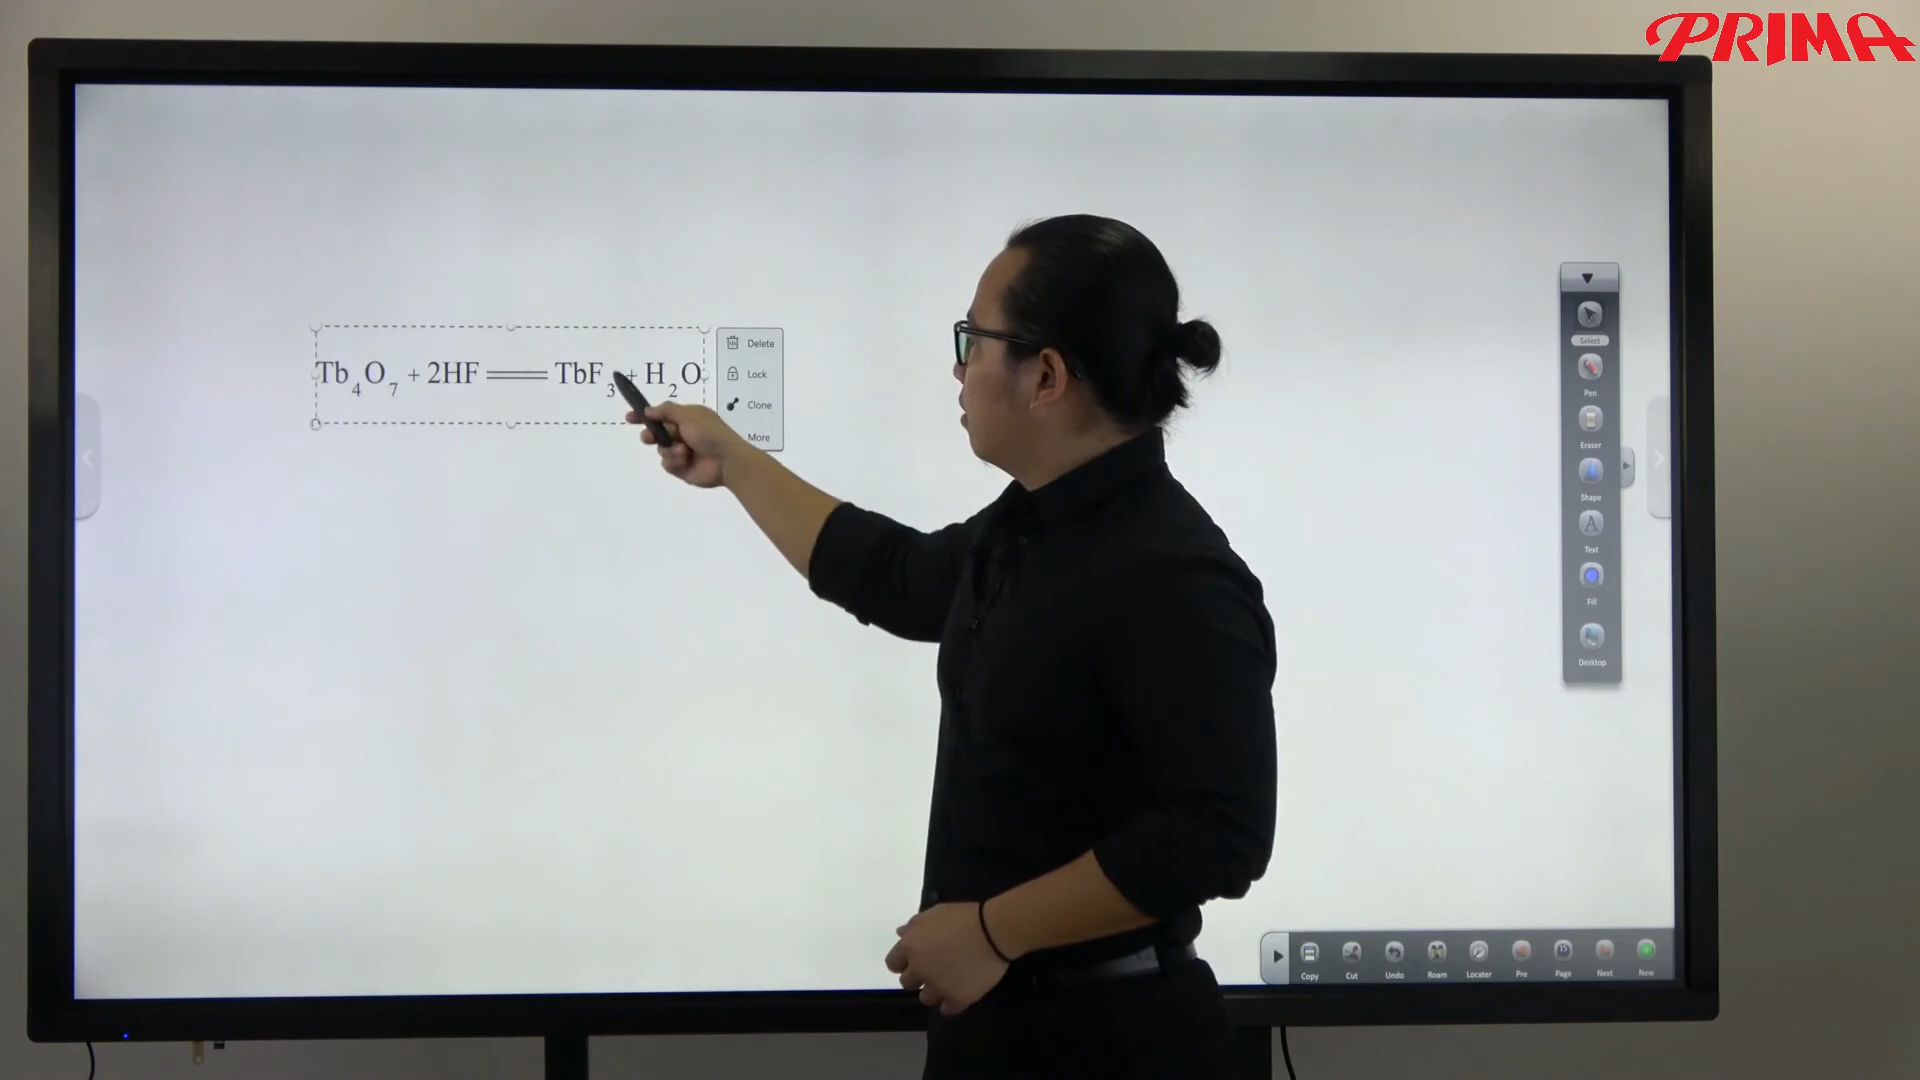 PRIMA
Tb₄O₇ + 2HF ═ TbF₃ + H₂O
Delete
Lock
Clone
More
Select
Pen
Eraser
Shape
A
Text
Fill
Desktop
15
Copy Cut Undo Roam Locater Pre Page Next New